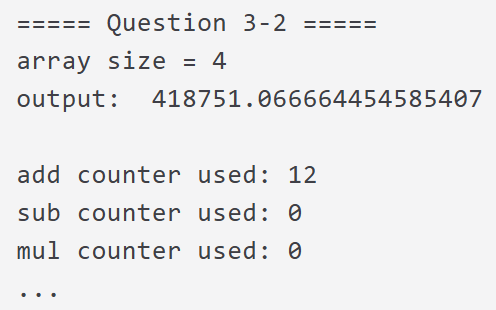 ===== Question 3-2 =====
array size = 4
output:  418751.066664454585407
add counter used: 12
sub counter used: 0
mul counter used: 0
...